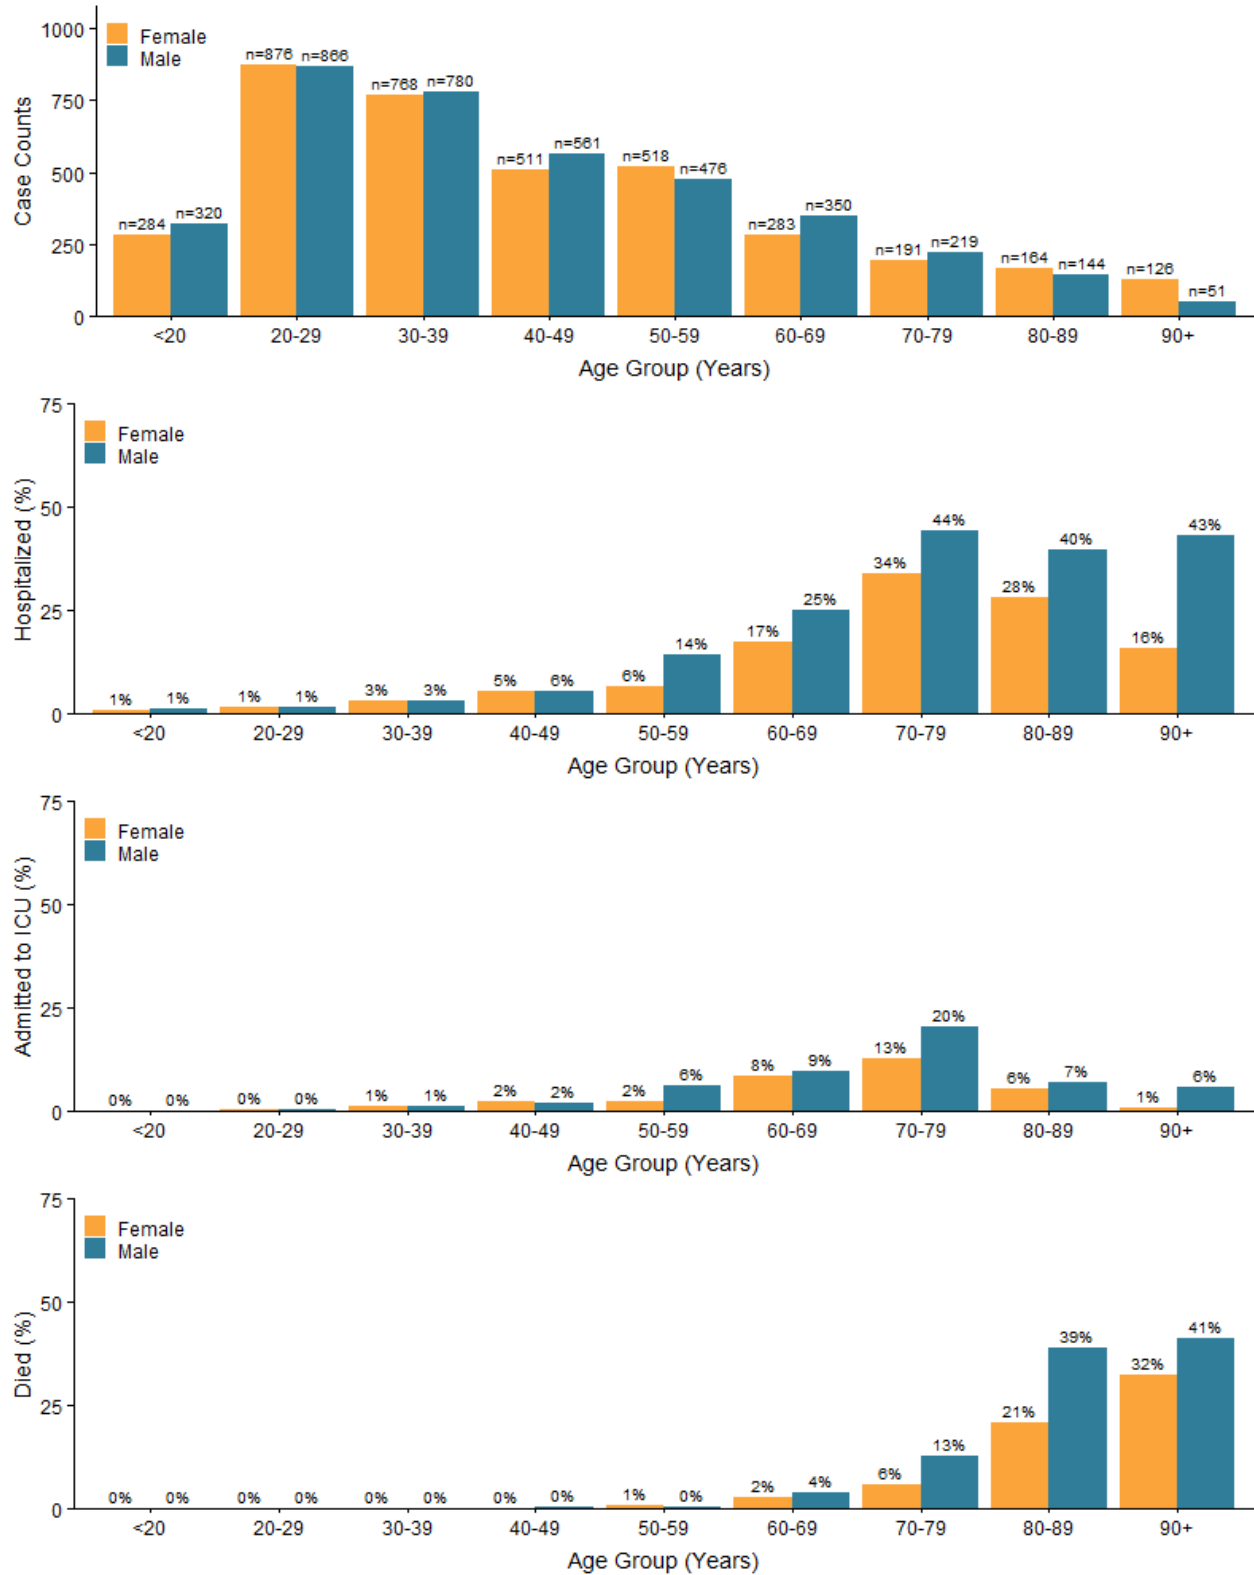 1000
Female
Male
n=876
n=866
750
n=768
n=780
Case Counts
n=561
500
n=511
n=518
n=476
n=350
n=320
n=284
n=283
250
n=191
n=219
n=164
n=144
n=126
n=51
0
<20 20-29 30-39 40-49 50-59 60-69 70-79 80-89 90+
Age Group (Years)
75
Female
Male
Hospitalized (%)
50
25
0
1% 1% 1% 1% 3% 3% 5% 6% 6% 14% 17% 25% 34% 44% 28% 40% 16% 43%
<20 20-29 30-39 40-49 50-59 60-69 70-79 80-89 90+
Age Group (Years)
75
Female
Male
Admitted to ICU (%)
50
25
0
0% 0% 0% 0% 1% 1% 2% 2% 2% 6% 8% 9% 13% 20% 6% 7% 1% 6%
<20 20-29 30-39 40-49 50-59 60-69 70-79 80-89 90+
Age Group (Years)
75
Female
Male
Died (%)
50
25
0
0% 0% 0% 0% 0% 0% 0% 0% 1% 0% 2% 4% 6% 13% 21% 39% 32% 41%
<20 20-29 30-39 40-49 50-59 60-69 70-79 80-89 90+
Age Group (Years)